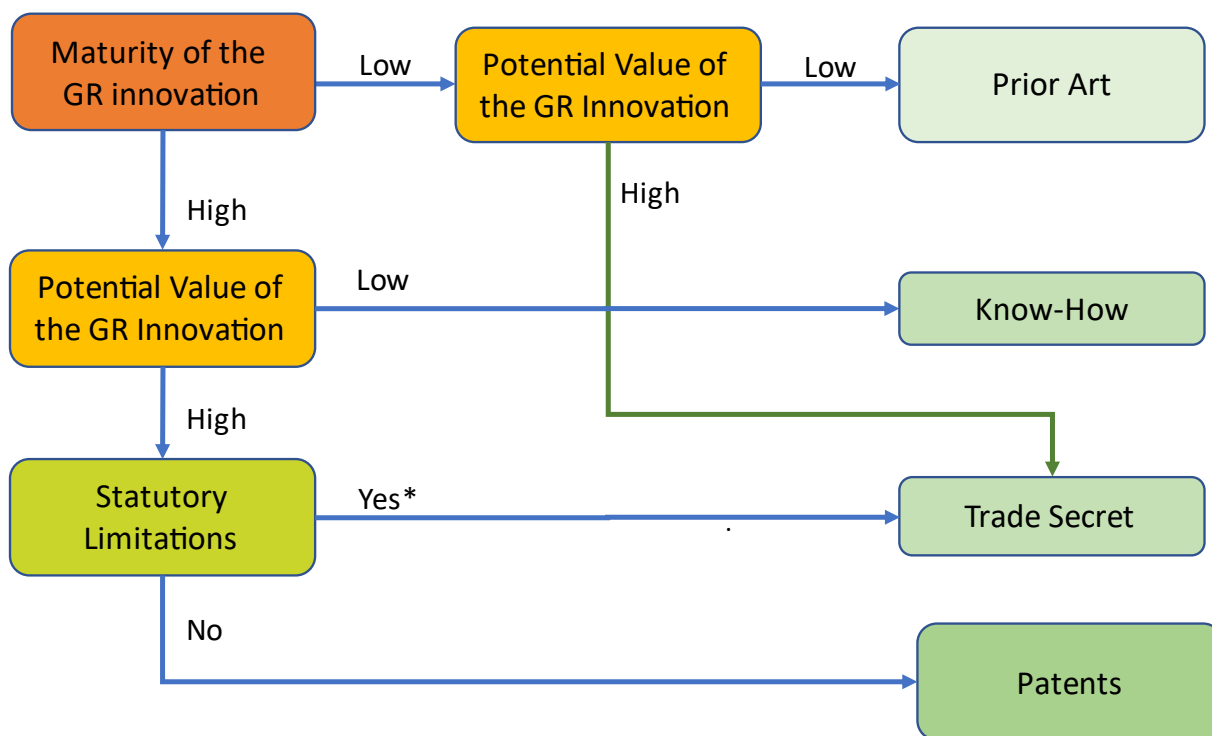 Maturity of the
GR innovation
Low
Potential Value of
the GR Innovation
Low
Prior Art
High
High
Potential Value of
the GR Innovation
Low
Know-How
High
Statutory
Limitations
Yes*
.
Trade Secret
No
Patents